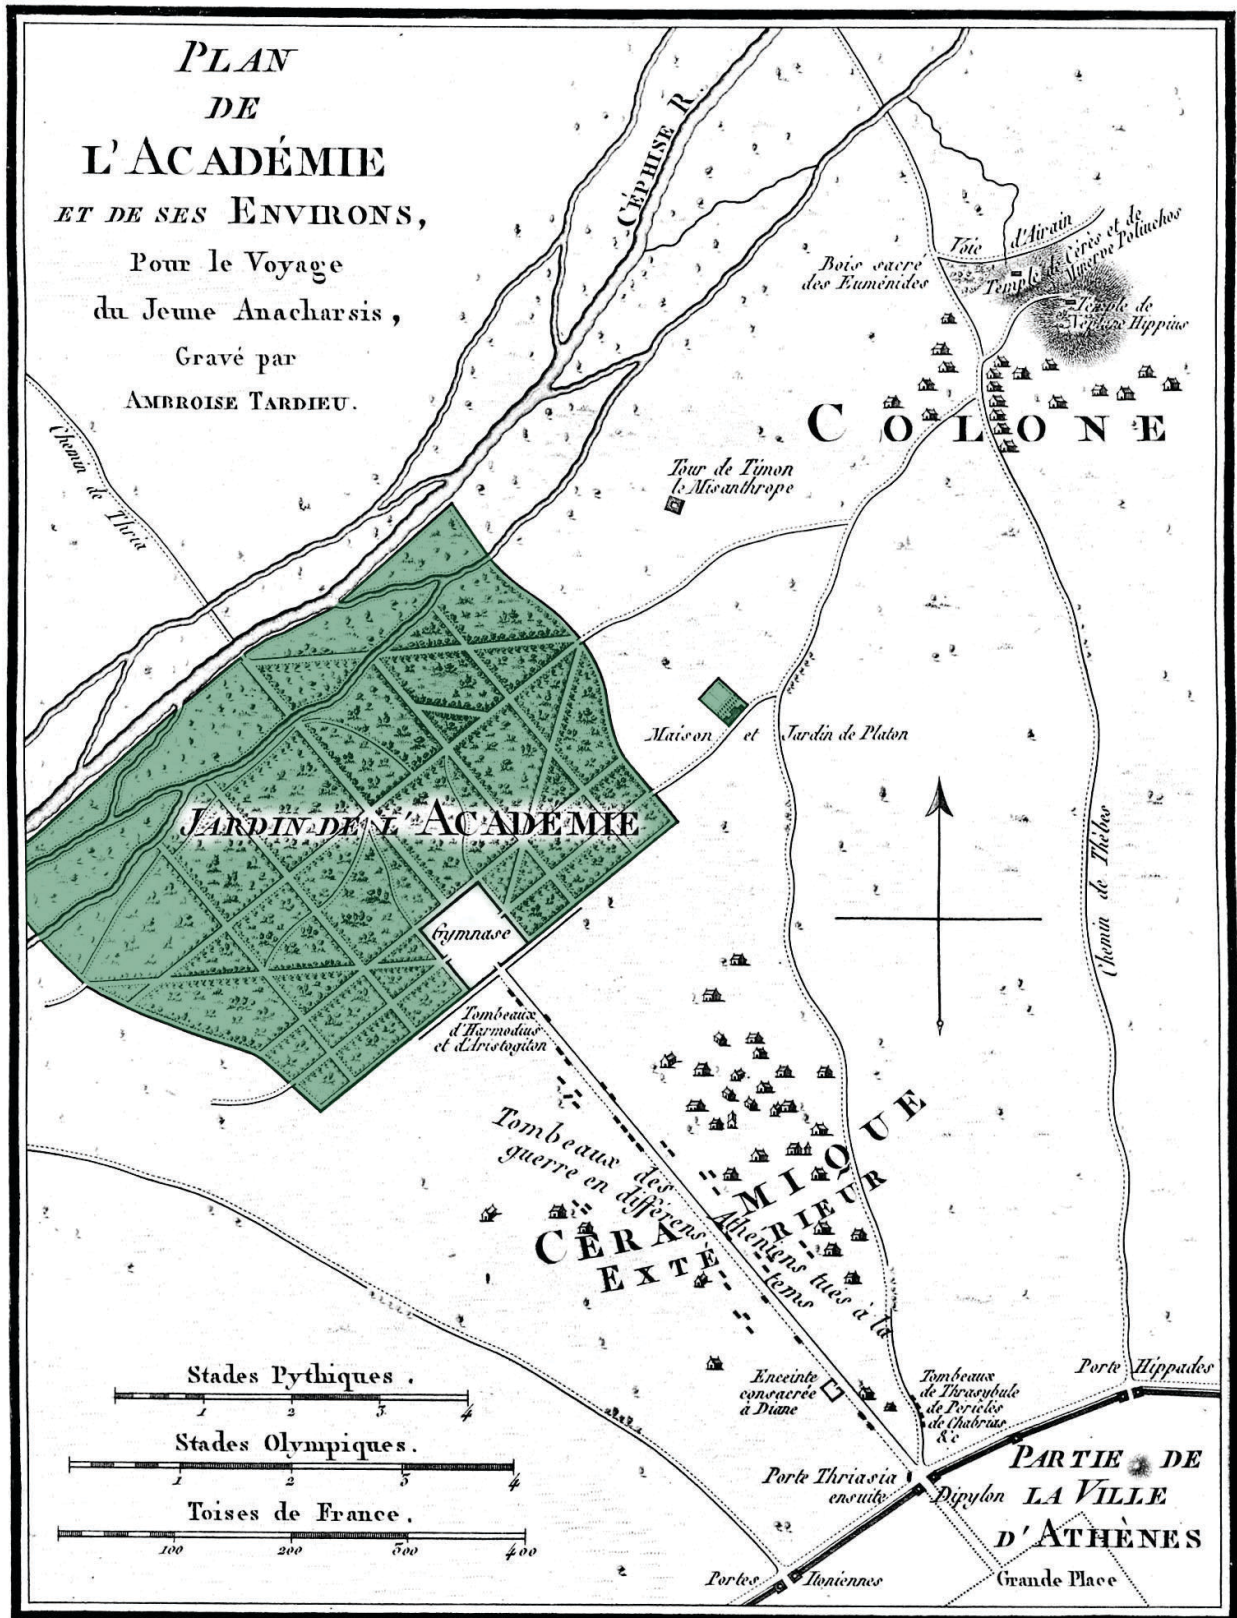 PLAN
DE
L'ACADÉMIE
ET DE SES ENVIRONS,
Pour le Voyage
du Jeune Anacharsis,
Gravé par
AMBROISE TARDIEU.
CÉPHISE R.
Voie d'Airain
Bois sacré
des Euménides
Temple de Cérès et de
Minerve Poliuchos
Temple de
Neptune Hippius
COLONE
Chemin de Thria
Tour de Timon
le Misanthrope
Maison et Jardin de Platon
JARDIN DE L'ACADÉMIE
Gymnase
Chemin de Thèbes
Tombeaux
d'Harmodius
et d'Aristogiton
Tombeaux des Atheniens tués à la
guerre en différens tems
CÉRAMIQUE
EXTÈRIEUR
Stades Pythiques.
1 2 3 4
Stades Olympiques.
1 2 3 4
Toises de France.
100 200 300 400
Enceinte
consacrée
à Diane
Tombeaux
de Thrasybule
de Périclès
de Chabrias
&c
Porte Hippades
Porte Thriasia
ensuite Dipylon
PARTIE DE
LA VILLE
D'ATHÈNES
Grande Place
Portes Itoniennes